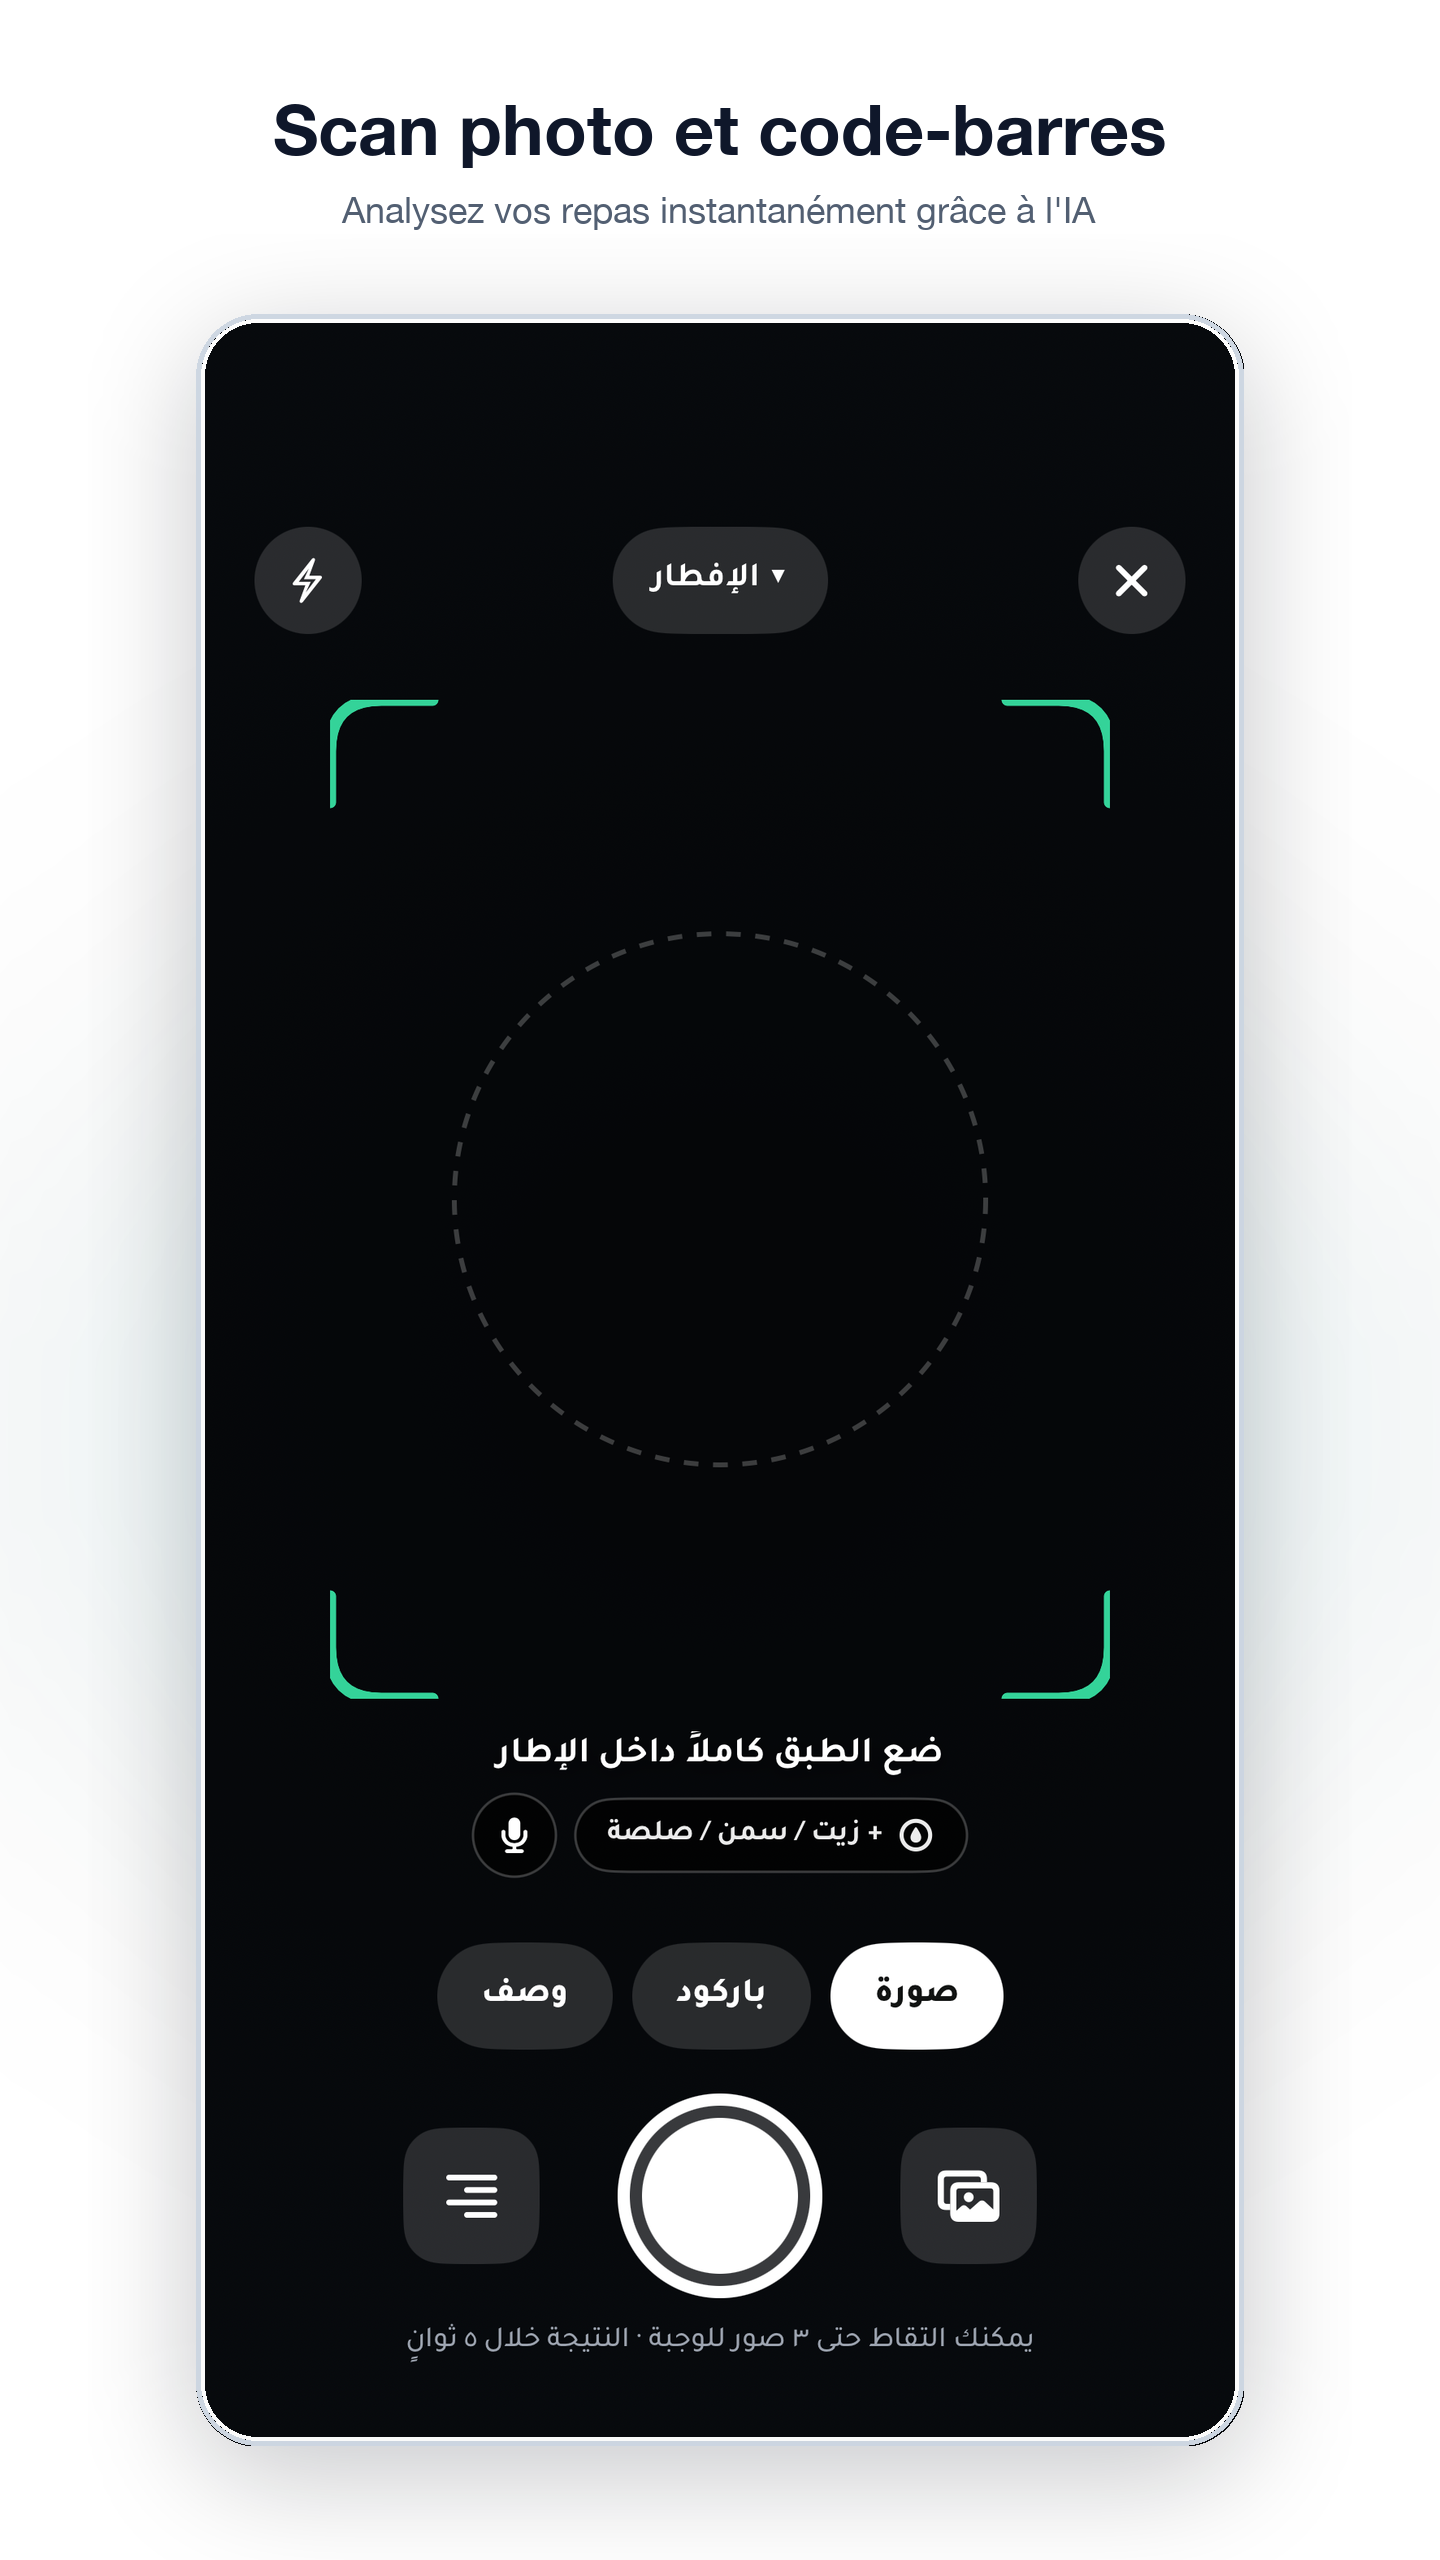 Scan photo et code-barres
Analysez vos repas instantanément grâce à l'IA
الإفطار ▾
ضع الطبق كاملاً داخل الإطار
+ زيت / سمن / صلصة
صورة
باركود
وصف
يمكنك التقاط حتى ٣ صور للوجبة · النتيجة خلال ٥ ثوانٍ